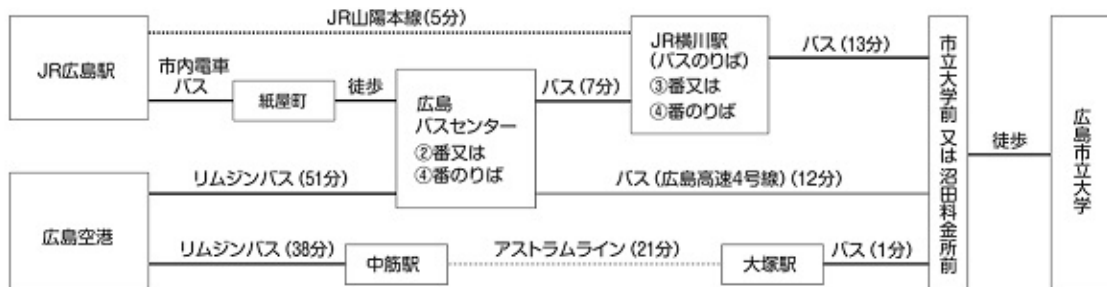 JR山陽本線(5分)
JR広島駅
市内電車
バス
紙屋町
徒歩
広島
バスセンター
②番又は
④番のりば
バス(7分)
JR横川駅
(バスのりば)
③番又は
④番のりば
バス(13分)
リムジンバス(51分)
バス(広島高速4号線)(12分)
広島空港
リムジンバス(38分)
中筋駅
アストラムライン(21分)
大塚駅
バス(1分)
市立大学前 又は 沼田料金所前
徒歩
広島市立大学